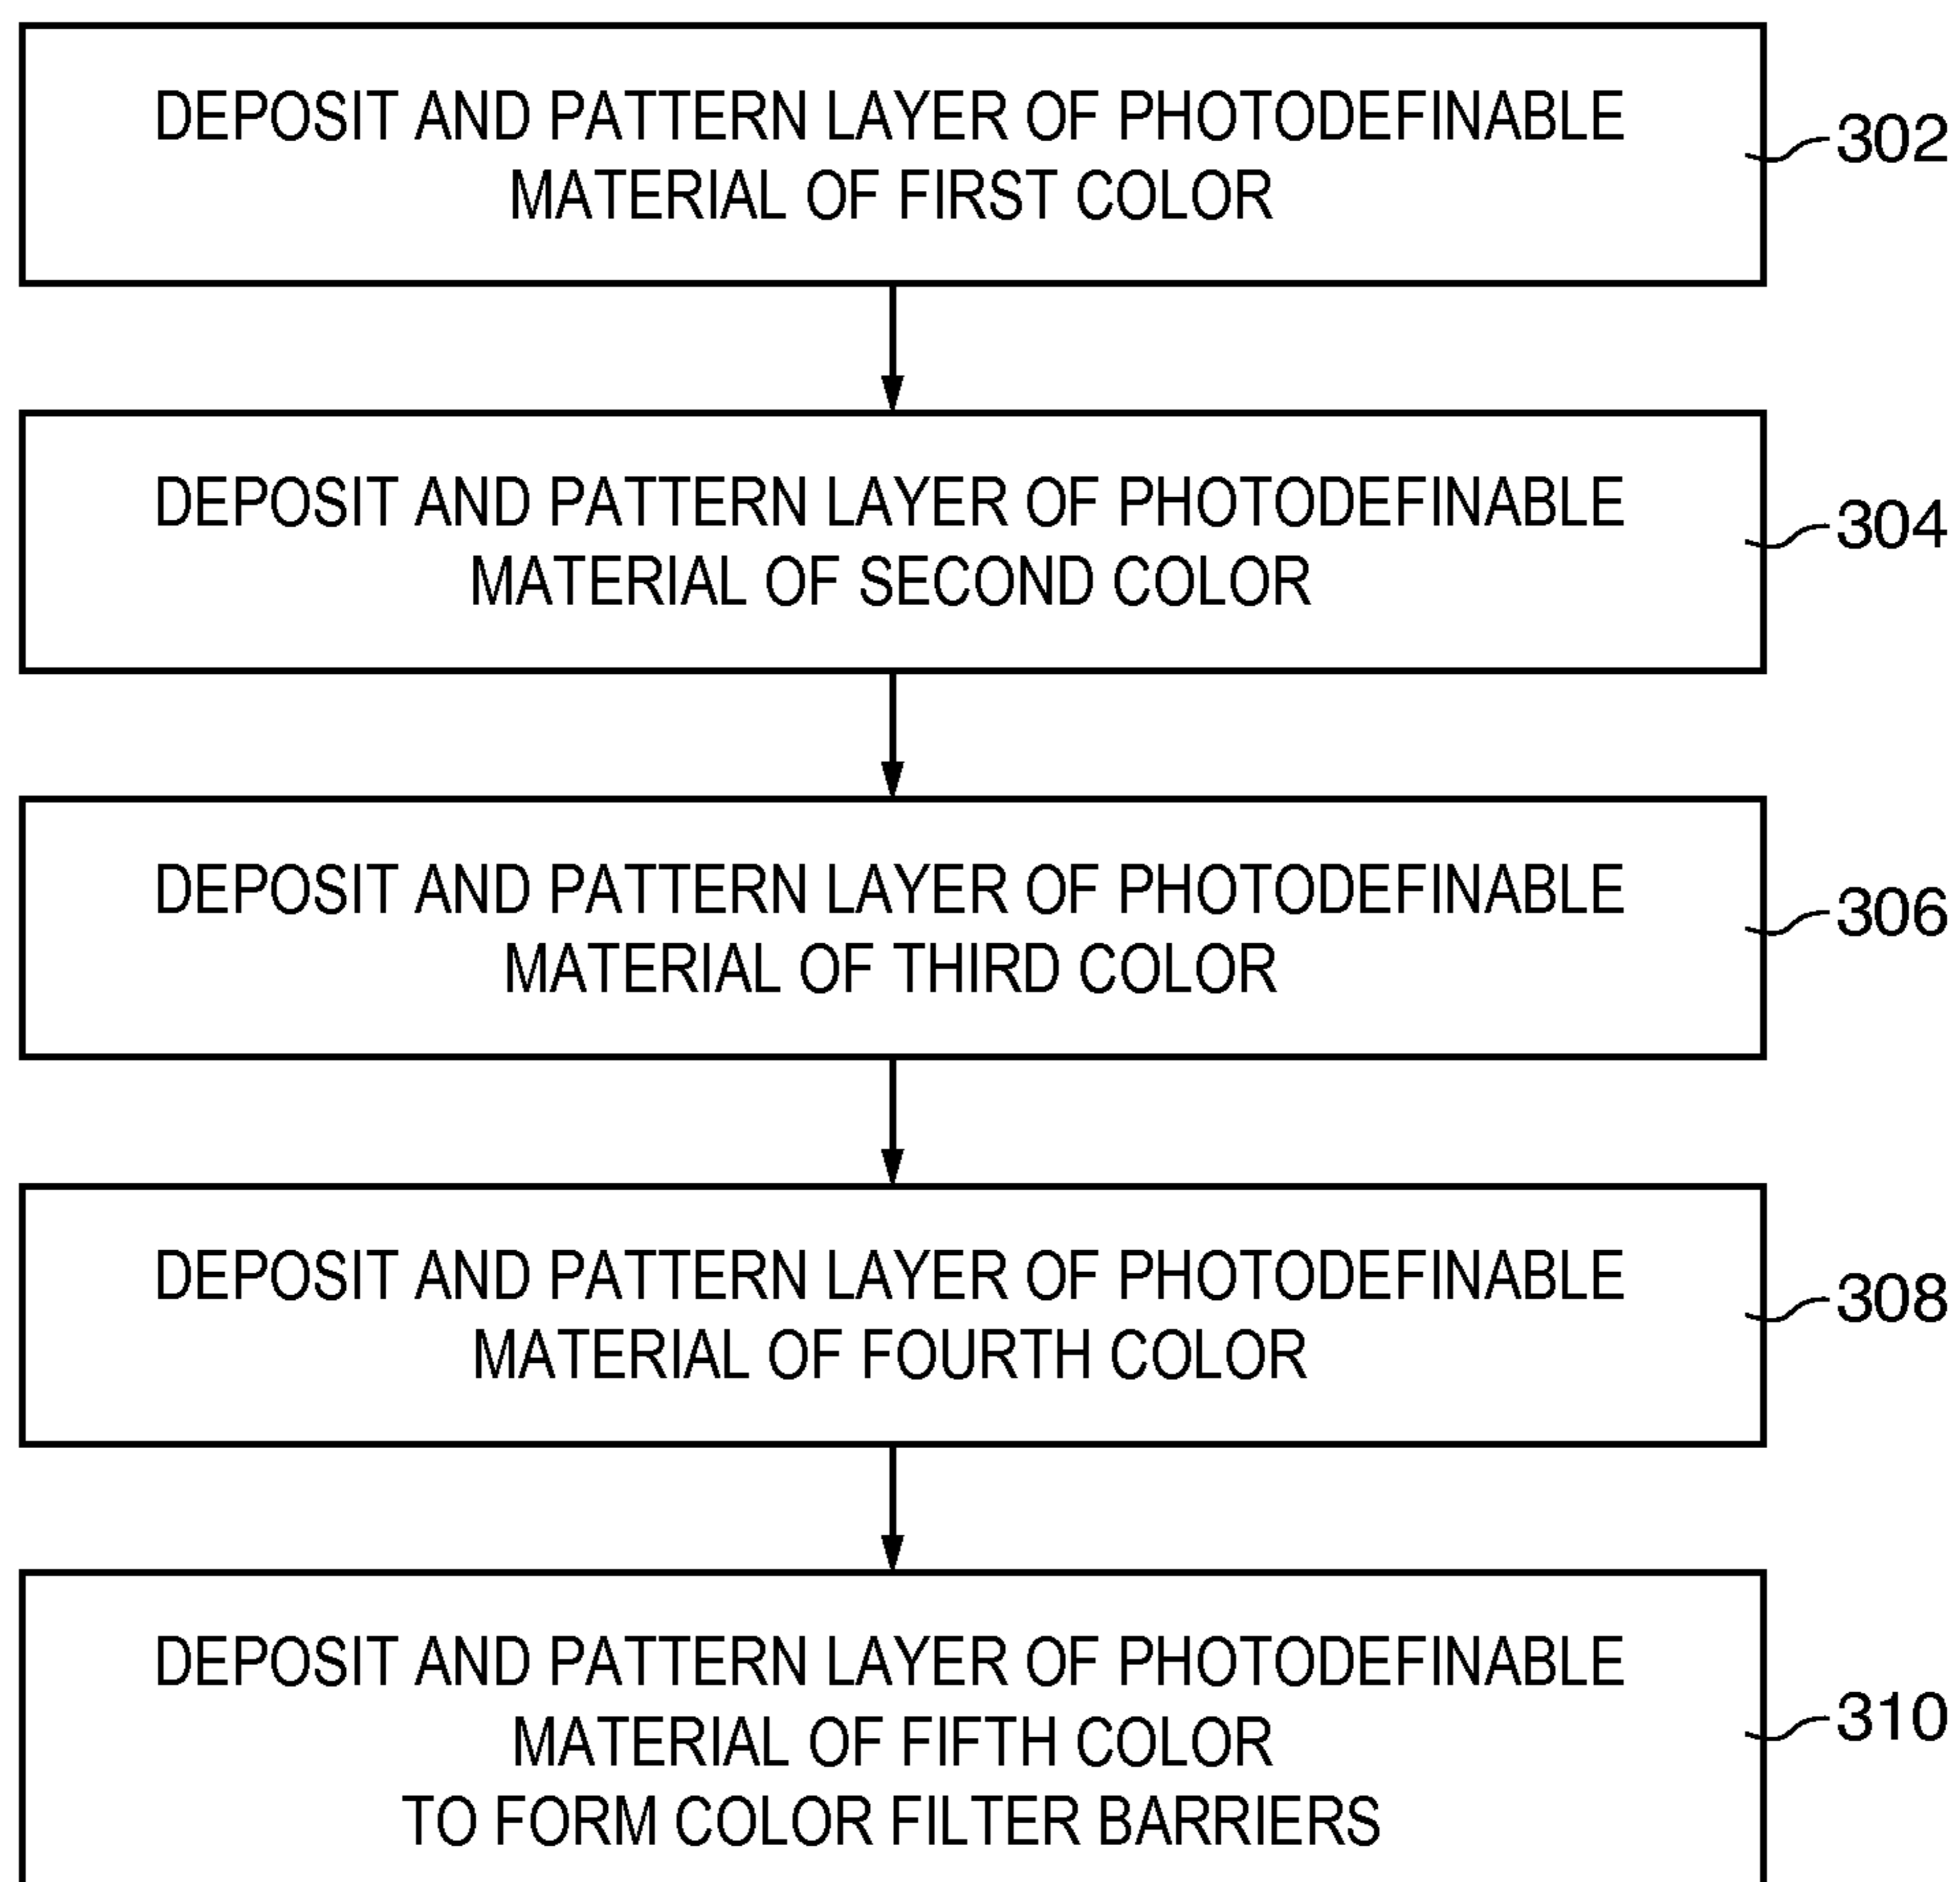 DEPOSIT AND PATTERN LAYER OF PHOTODEFINABLE
MATERIAL OF FIRST COLOR
302
DEPOSIT AND PATTERN LAYER OF PHOTODEFINABLE
MATERIAL OF SECOND COLOR
304
DEPOSIT AND PATTERN LAYER OF PHOTODEFINABLE
MATERIAL OF THIRD COLOR
306
DEPOSIT AND PATTERN LAYER OF PHOTODEFINABLE
MATERIAL OF FOURTH COLOR
308
DEPOSIT AND PATTERN LAYER OF PHOTODEFINABLE
MATERIAL OF FIFTH COLOR
TO FORM COLOR FILTER BARRIERS
310